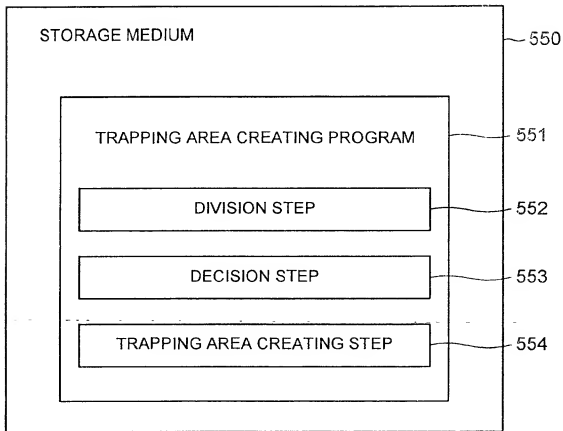 STORAGE MEDIUM
550
TRAPPING AREA CREATING PROGRAM
551
DIVISION STEP
552
DECISION STEP
553
TRAPPING AREA CREATING STEP
554